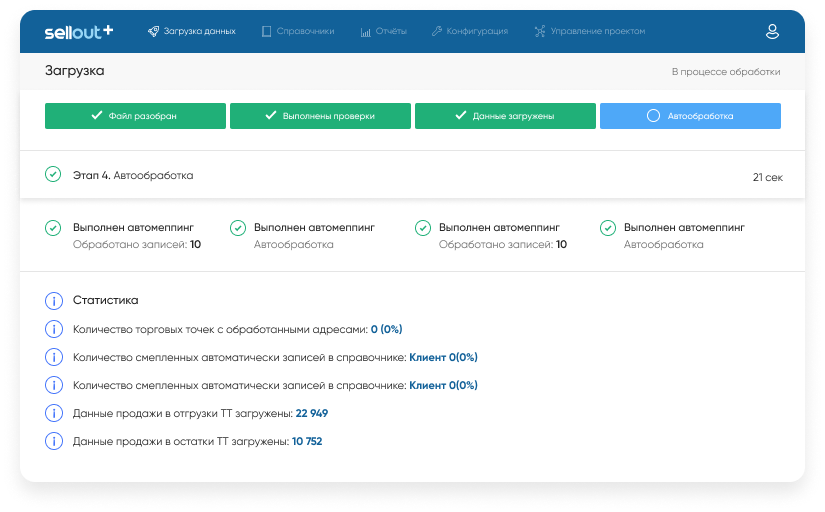 sellout+ Загрузка данных Справочники Отчёты Конфигурация Управление проектом
Загрузка В процессе обработки
Файл разобран Выполнены проверки Данные загружены Автообработка
Этап 4. Автообработка 21 сек
Выполнен автомеппинг Выполнен автомеппинг Выполнен автомеппинг Выполнен автомеппинг
Обработано записей: 10 Автообработка Обработано записей: 10 Автообработка
Статистика
Количество торговых точек с обработанными адресами: 0 (0%)
Количество смепленных автоматически записей в справочнике: Клиент 0(0%)
Количество смепленных автоматически записей в справочнике: Клиент 0(0%)
Данные продажи в отгрузки ТТ загружены: 22 949
Данные продажи в остатки ТТ загружены: 10 752